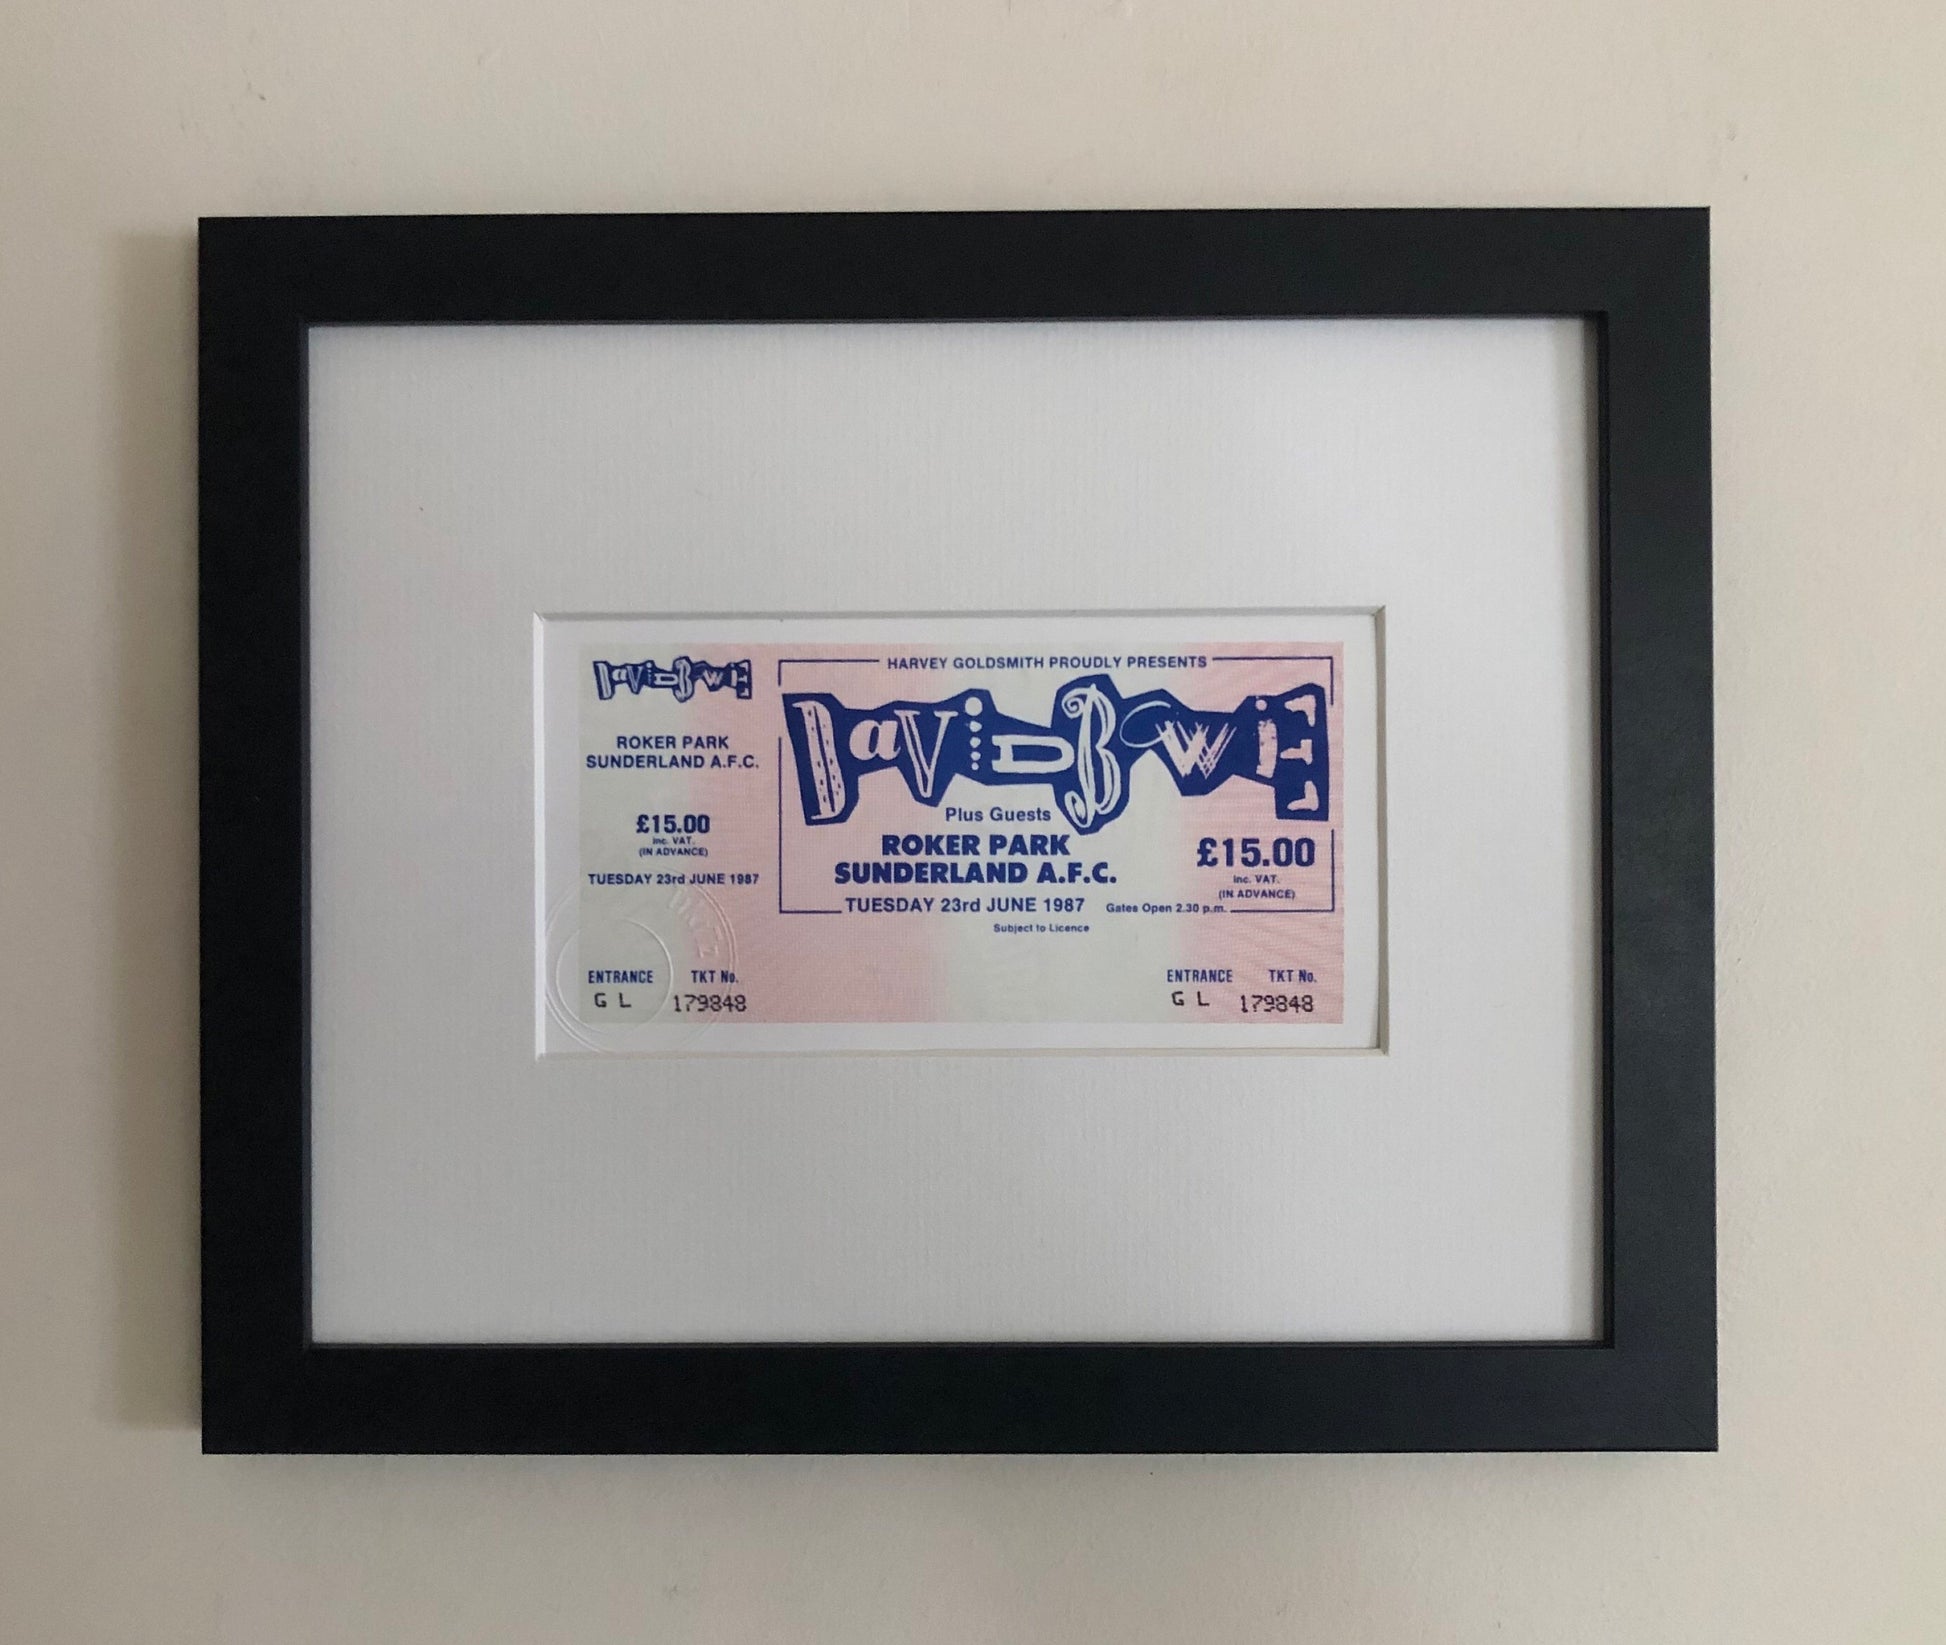 DaViD BowiE
ROKER PARK
SUNDERLAND A.F.C.
£15.00
inc. VAT.
(IN ADVANCE)
TUESDAY 23rd JUNE 1987
ENTRANCE TKT No.
G L 179848
HARVEY GOLDSMITH PROUDLY PRESENTS
DaViD BowiE
Plus Guests
ROKER PARK
SUNDERLAND A.F.C.
£15.00
inc. VAT.
(IN ADVANCE)
TUESDAY 23rd JUNE 1987 Gates Open 2.30 p.m.
Subject to Licence
ENTRANCE TKT No.
G L 179848